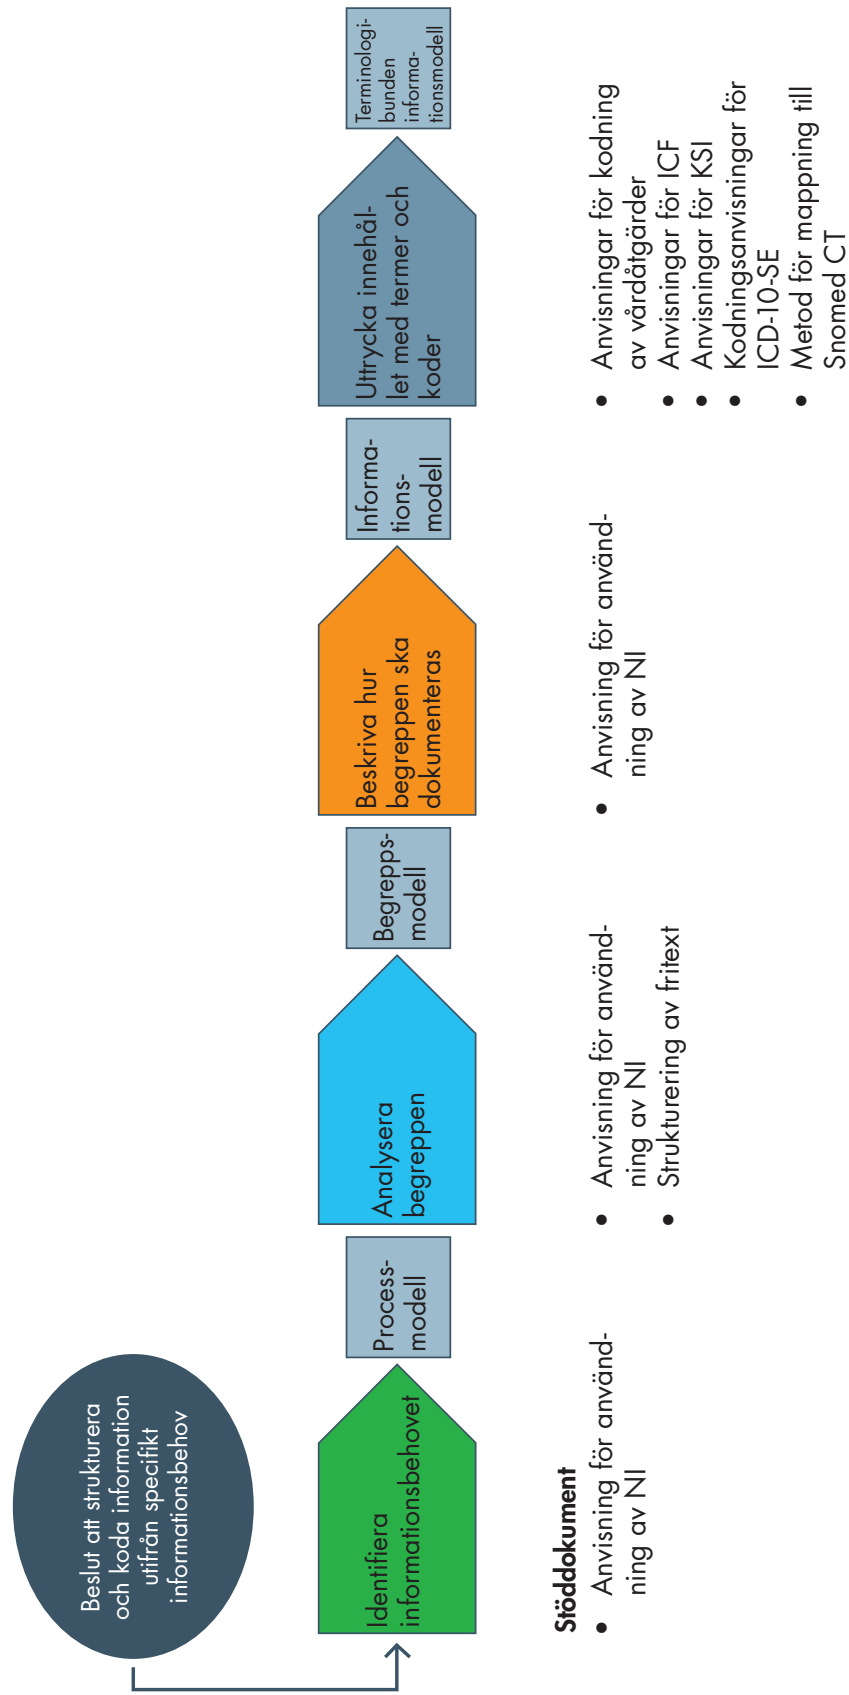 Beslut att strukturera
och koda information
utifrån specifikt
informationsbehov
Identifiera
informationsbehovet
Process-
modell
Analysera
begreppen
Begrepps-
modell
Beskriva hur
begreppen ska
dokumenteras
Informa-
tions-
modell
Uttrycka innehål-
let med termer och
koder
Terminologi-
bunden
informa-
tionsmodell
Stöddokument
• Anvisning för använd-
ning av NI
• Anvisning för använd-
ning av NI
• Strukturering av fritext
• Anvisning för använd-
ning av NI
• Anvisningar för kodning
av vårdåtgärder
• Anvisningar för ICF
• Anvisningar för KSI
• Kodningsanvisningar för
ICD-10-SE
• Metod för mappning till
Snomed CT